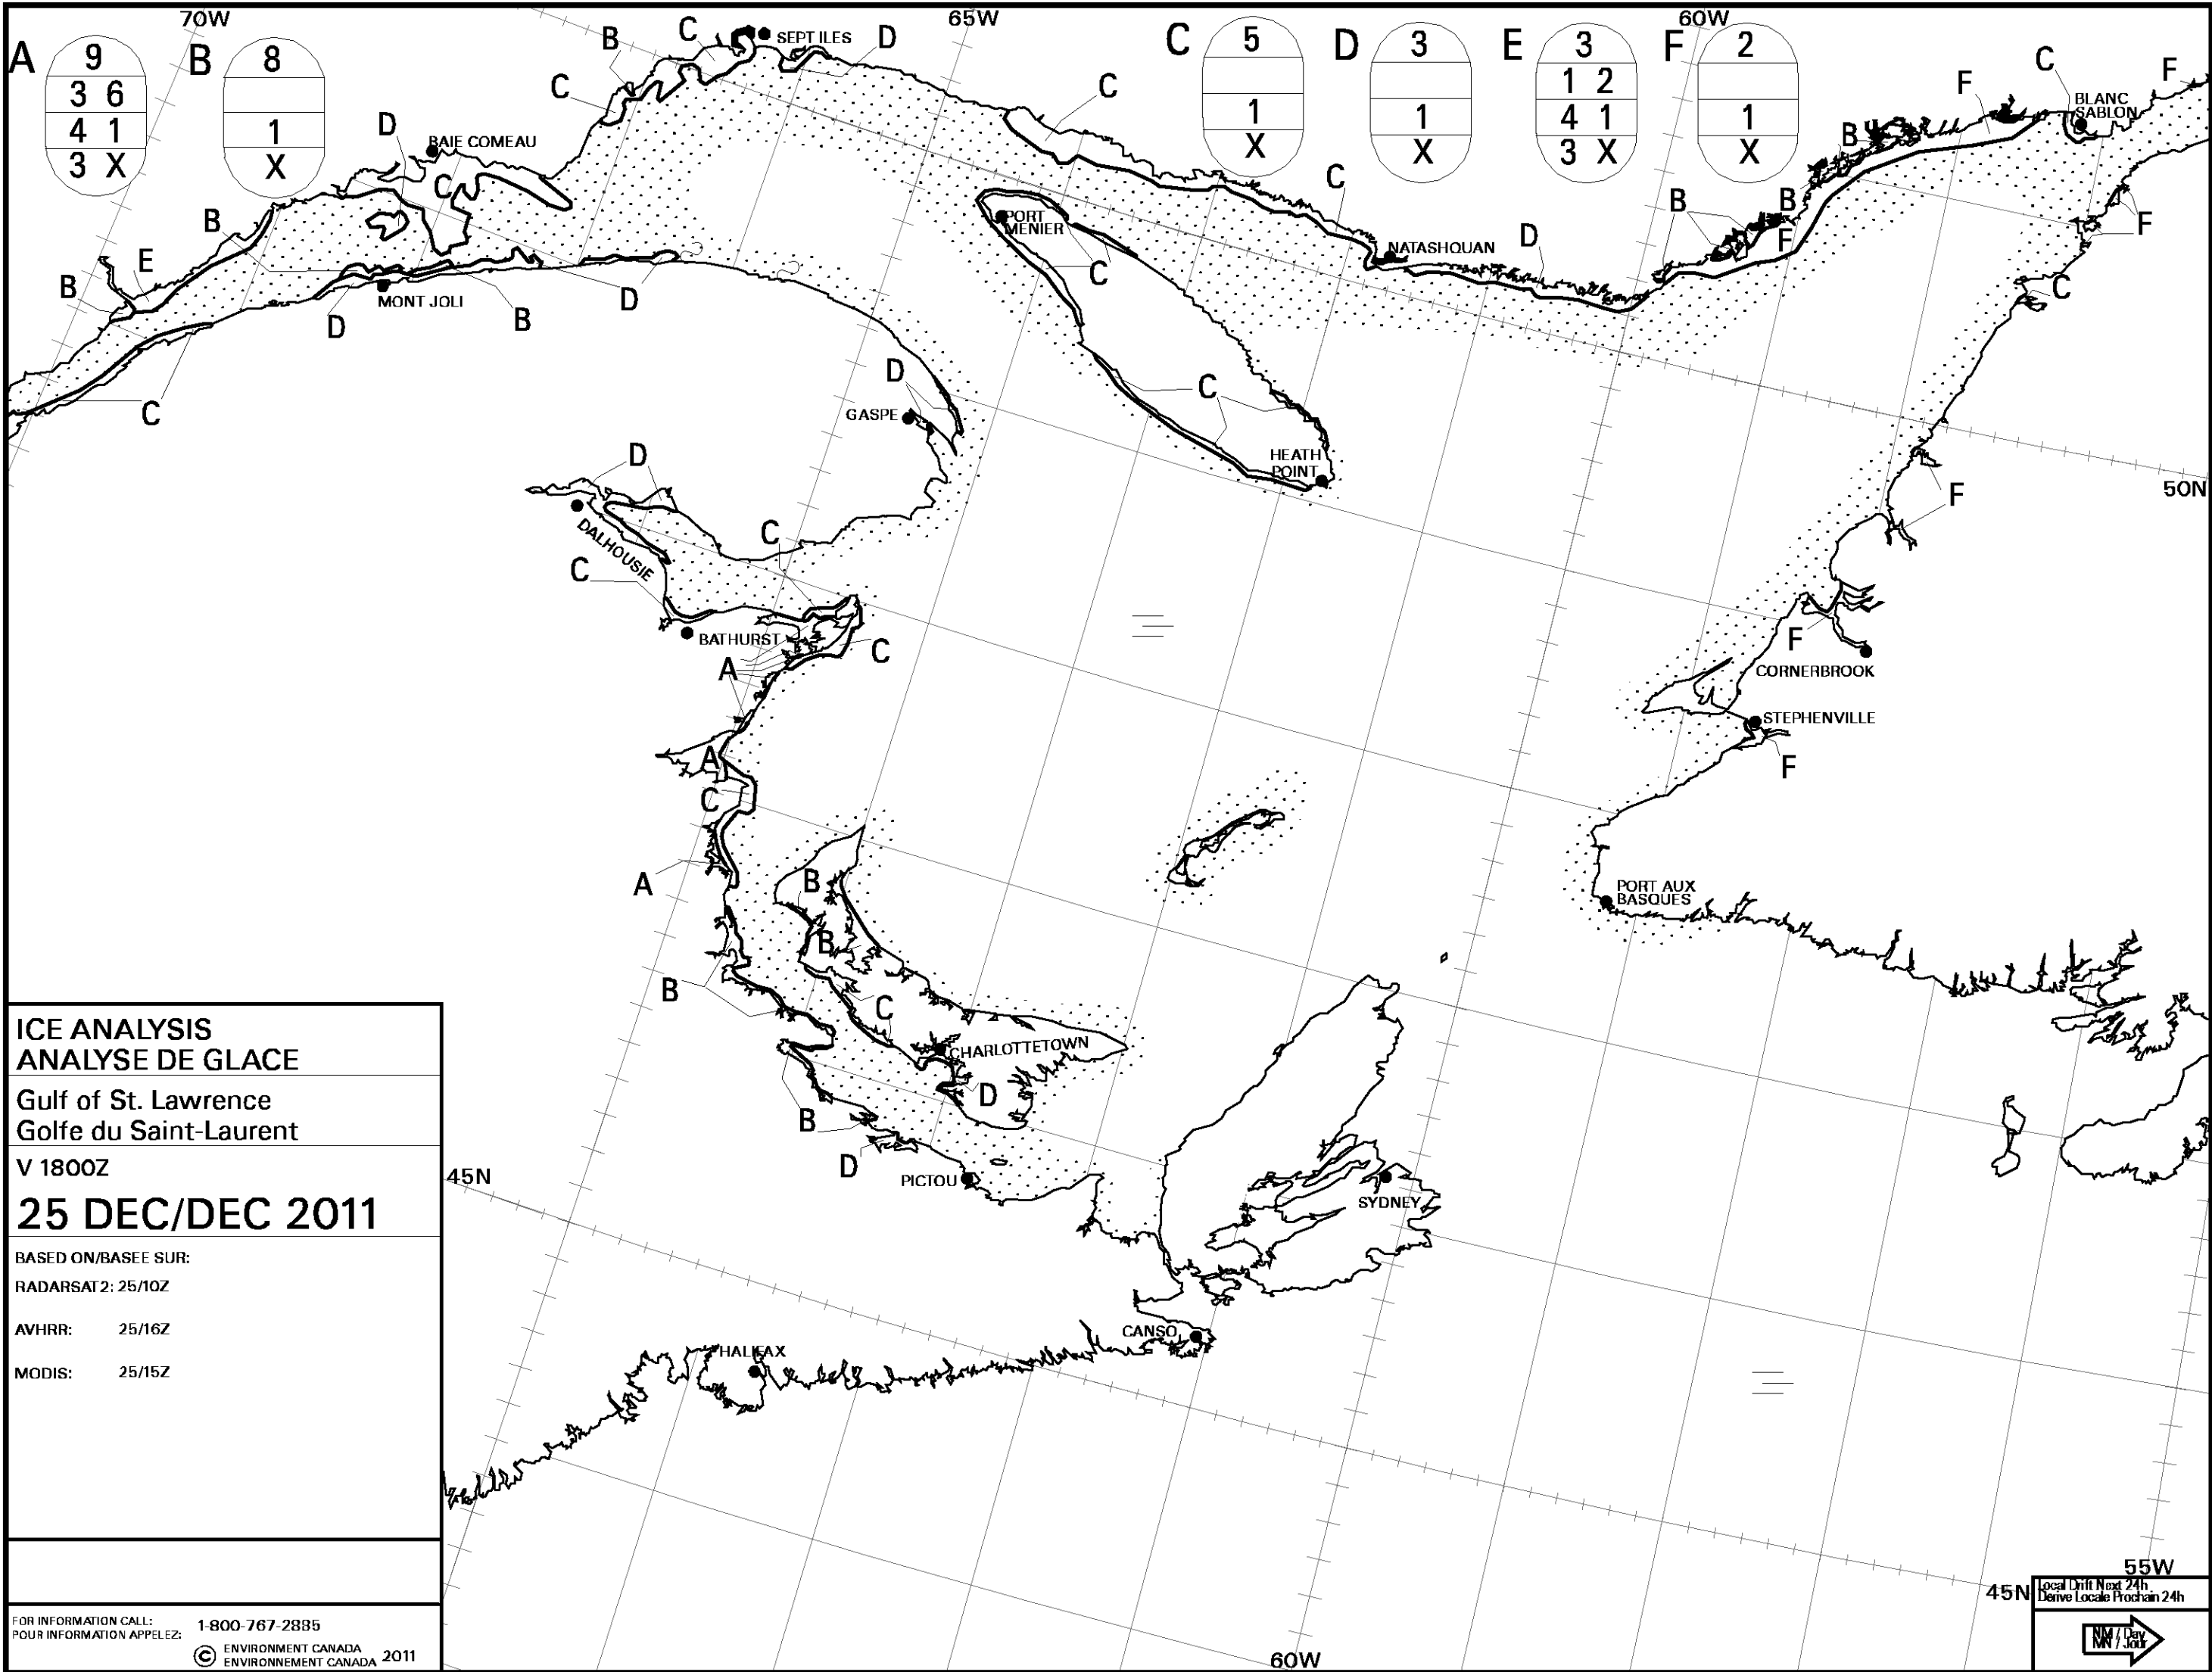 70W
65W
60W
A
9
3 6
4 1
3 X
B
8
1
X
C
5
1
X
D
3
1
X
E
3
1 2
4 1
3 X
F
2
1
X
B
C
SEPT ILES
D
C
C
D
BAIE COMEAU
C
F
C
F
BLANC
SABLON
B
C
B
E
B
PORT
MENIER
C
C
NATASHQUAN
D
B
B
F
F
C
MONT JOLI
D
B
D
C
D
GASPE
C
HEATH
POINT
D
DALHOUSIE
C
C
BATHURST
A
C
50N
F
F
CORNERBROOK
STEPHENVILLE
F
A
C
A
B
B
B
C
PORT AUX
BASQUES
CHARLOTTETOWN
D
B
D
PICTOU
SYDNEY
45N
CANSO
HALIFAX
ICE ANALYSIS
ANALYSE DE GLACE
Gulf of St. Lawrence
Golfe du Saint-Laurent
V 1800Z
25 DEC/DEC 2011
BASED ON/BASEE SUR:
RADARSAT2: 25/10Z
AVHRR: 25/16Z
MODIS: 25/15Z
FOR INFORMATION CALL:
POUR INFORMATION APPELEZ:
1-800-767-2885
© ENVIRONMENT CANADA
ENVIRONNEMENT CANADA 2011
60W
55W
45N
Local Drift Next 24h
Derive Locale Prochain 24h
NM / Day
MN / Jour